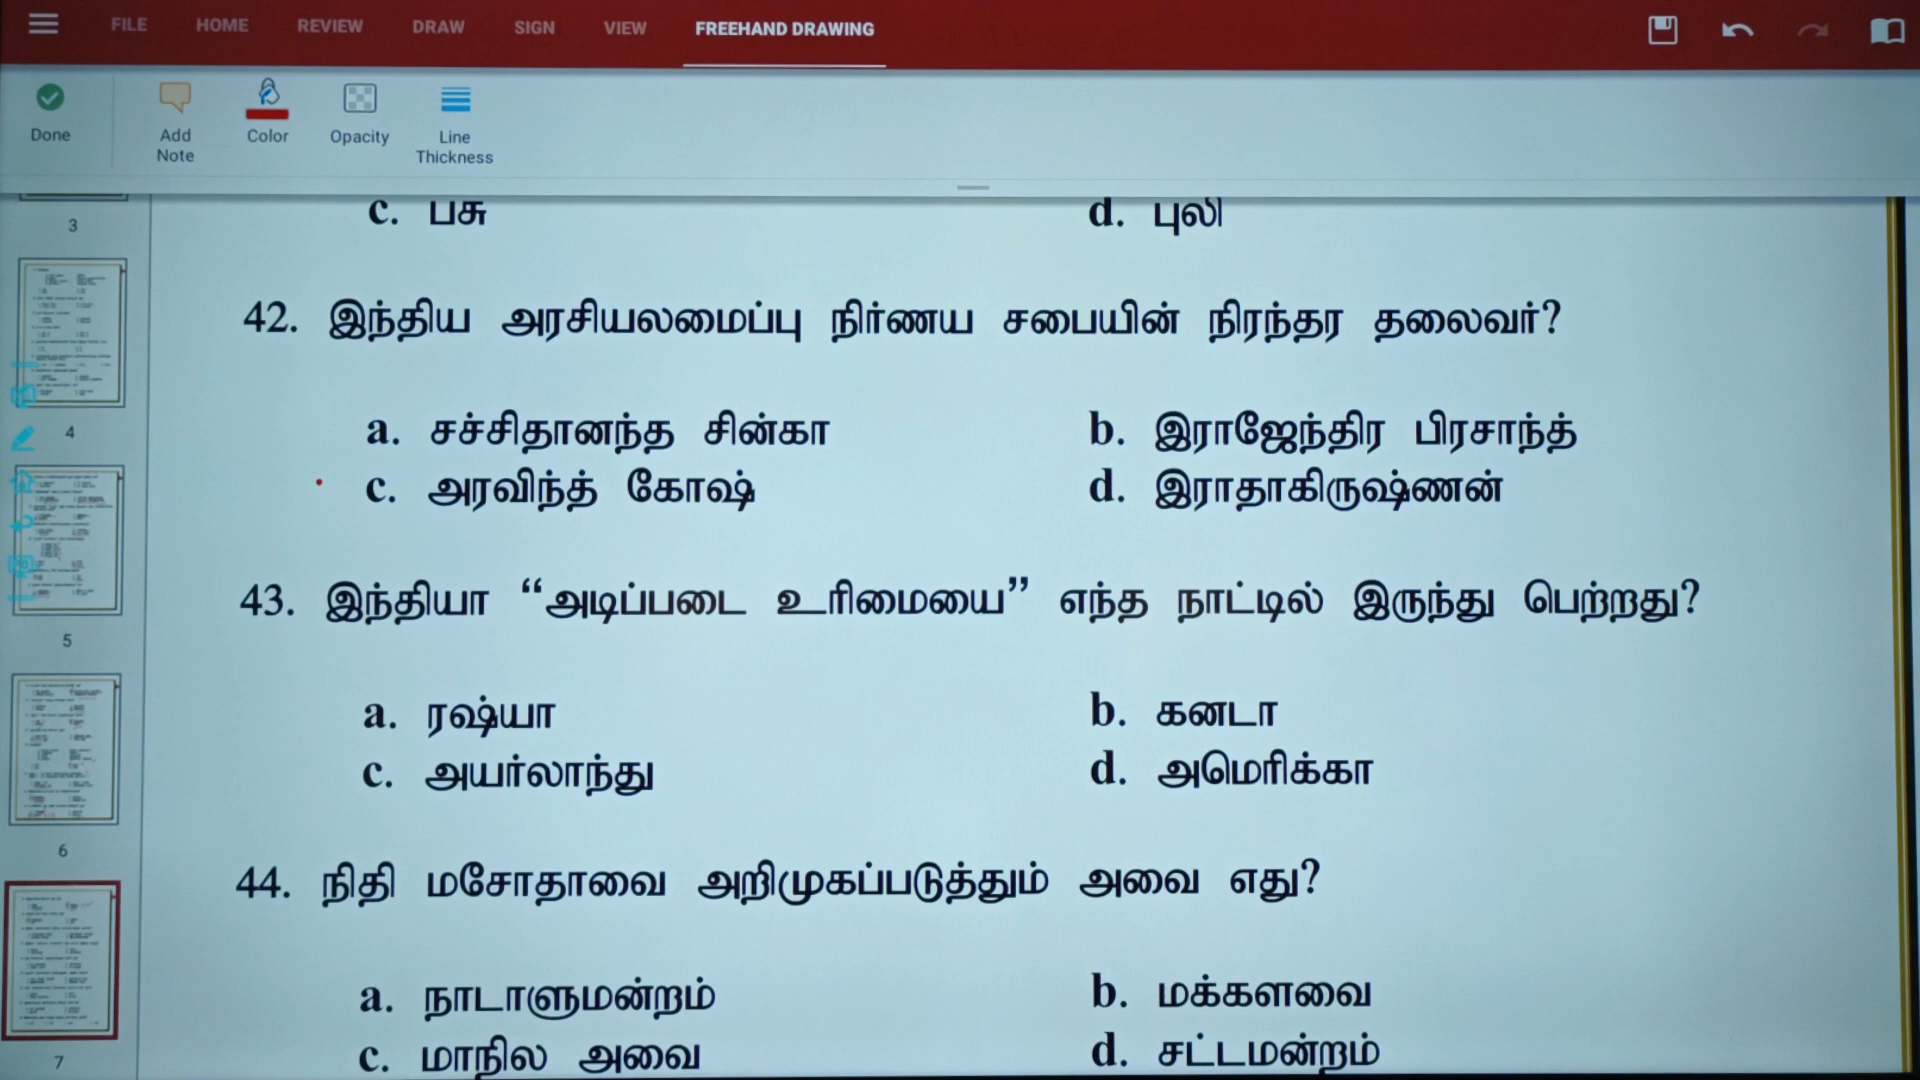 FILE HOME REVIEW DRAW SIGN VIEW FREEHAND DRAWING
Done Add Note Color Opacity Line Thickness
c. பசு d. புலி
42. இந்திய அரசியலமைப்பு நிர்ணய சபையின் நிரந்தர தலைவர்?
a. சச்சிதானந்த சின்கா b. இராஜேந்திர பிரசாந்த்
c. அரவிந்த் கோஷ் d. இராதாகிருஷ்ணன்
43. இந்தியா “அடிப்படை உரிமையை” எந்த நாட்டில் இருந்து பெற்றது?
a. ரஷ்யா b. கனடா
c. அயர்லாந்து d. அமெரிக்கா
44. நிதி மசோதாவை அறிமுகப்படுத்தும் அவை எது?
a. நாடாளுமன்றம் b. மக்களவை
c. மாநில அவை d. சட்டமன்றம்
3
4
5
6
7